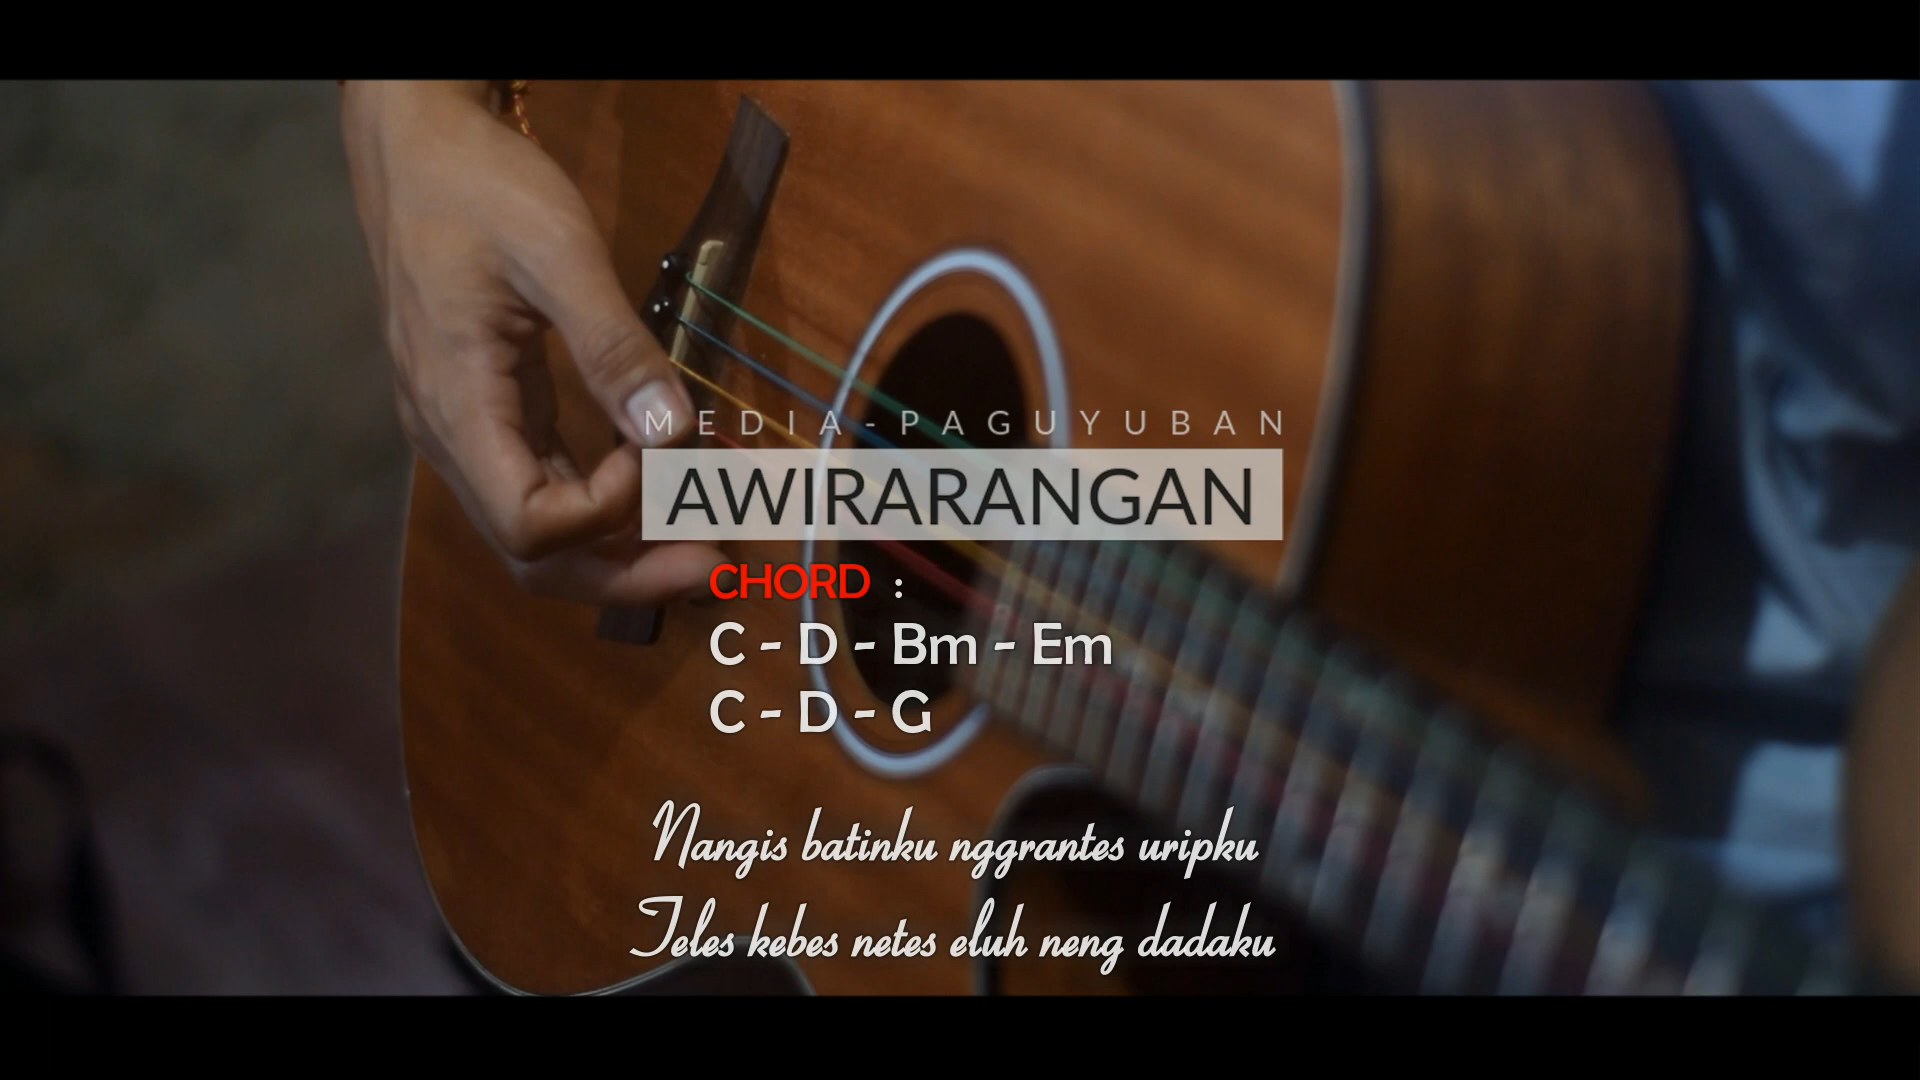 MEDIA-PAGUYUBAN
AWIRARANGAN
CHORD :
C - D - Bm - Em
C - D - G
Nangis batinku nggrantes uripku
Teles kebes netes eluh neng dadaku